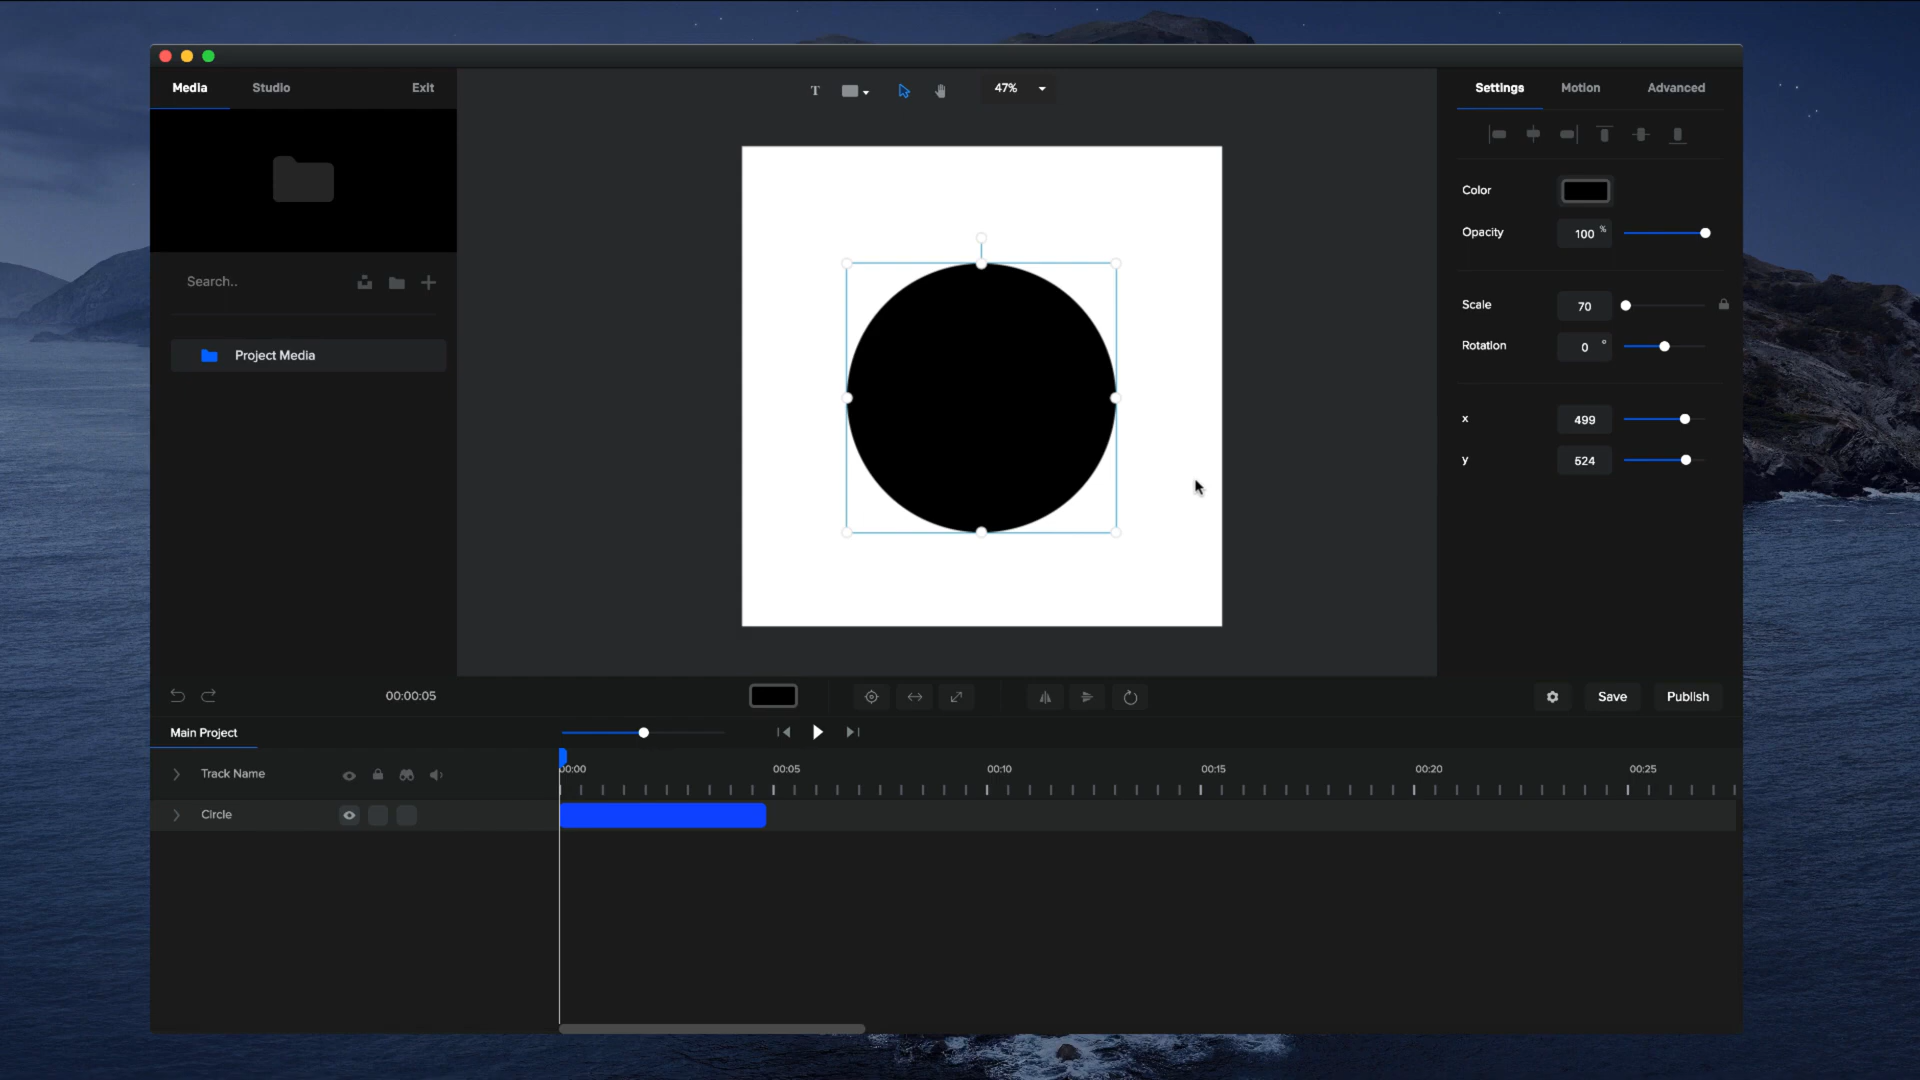 Media Studio Exit
T 47%
Settings Motion Advanced
Color
Opacity 100 %
Search..
Scale 70
Rotation 0 °
Project Media
x 499
y 524
00:00:05
Save Publish
Main Project
Track Name
00:00 00:05 00:10 00:15 00:20 00:25
Circle